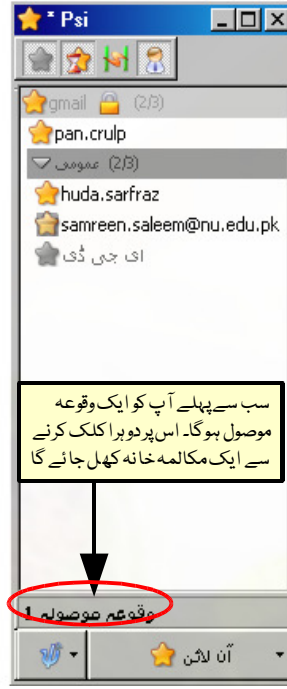 * Psi
gmail (2/3)
pan.crulp
عمومی (2/3)
huda.sarfraz
samreen.saleem@nu.edu.pk
ای جی ڈی
سب سے پہلے آپ کو ایک وقوعہ
موصول ہوگا۔ اس پر دوہرا کلک کرنے
سے ایک مکالمہ خانہ کھل جائے گا
1 وقوعہ موصولہ
آن لائن